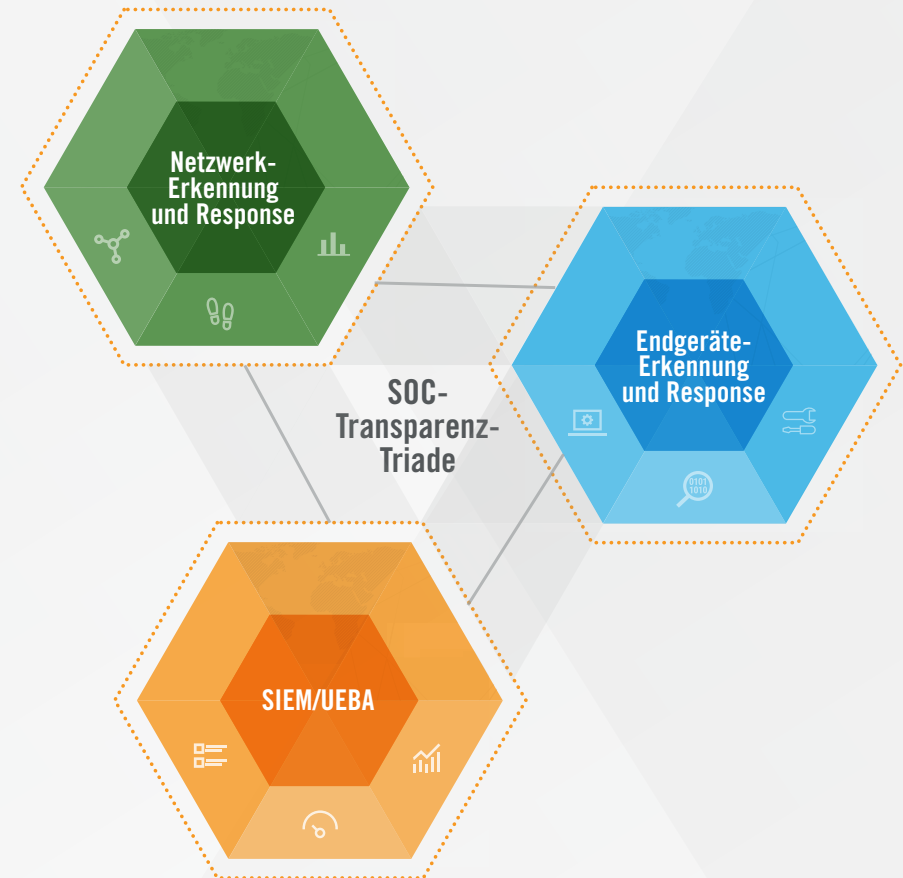 Netzwerk-
Erkennung
und Response
Endgeräte-
Erkennung
und Response
0101
1010
SOC-
Transparenz-
Triade
SIEM/UEBA